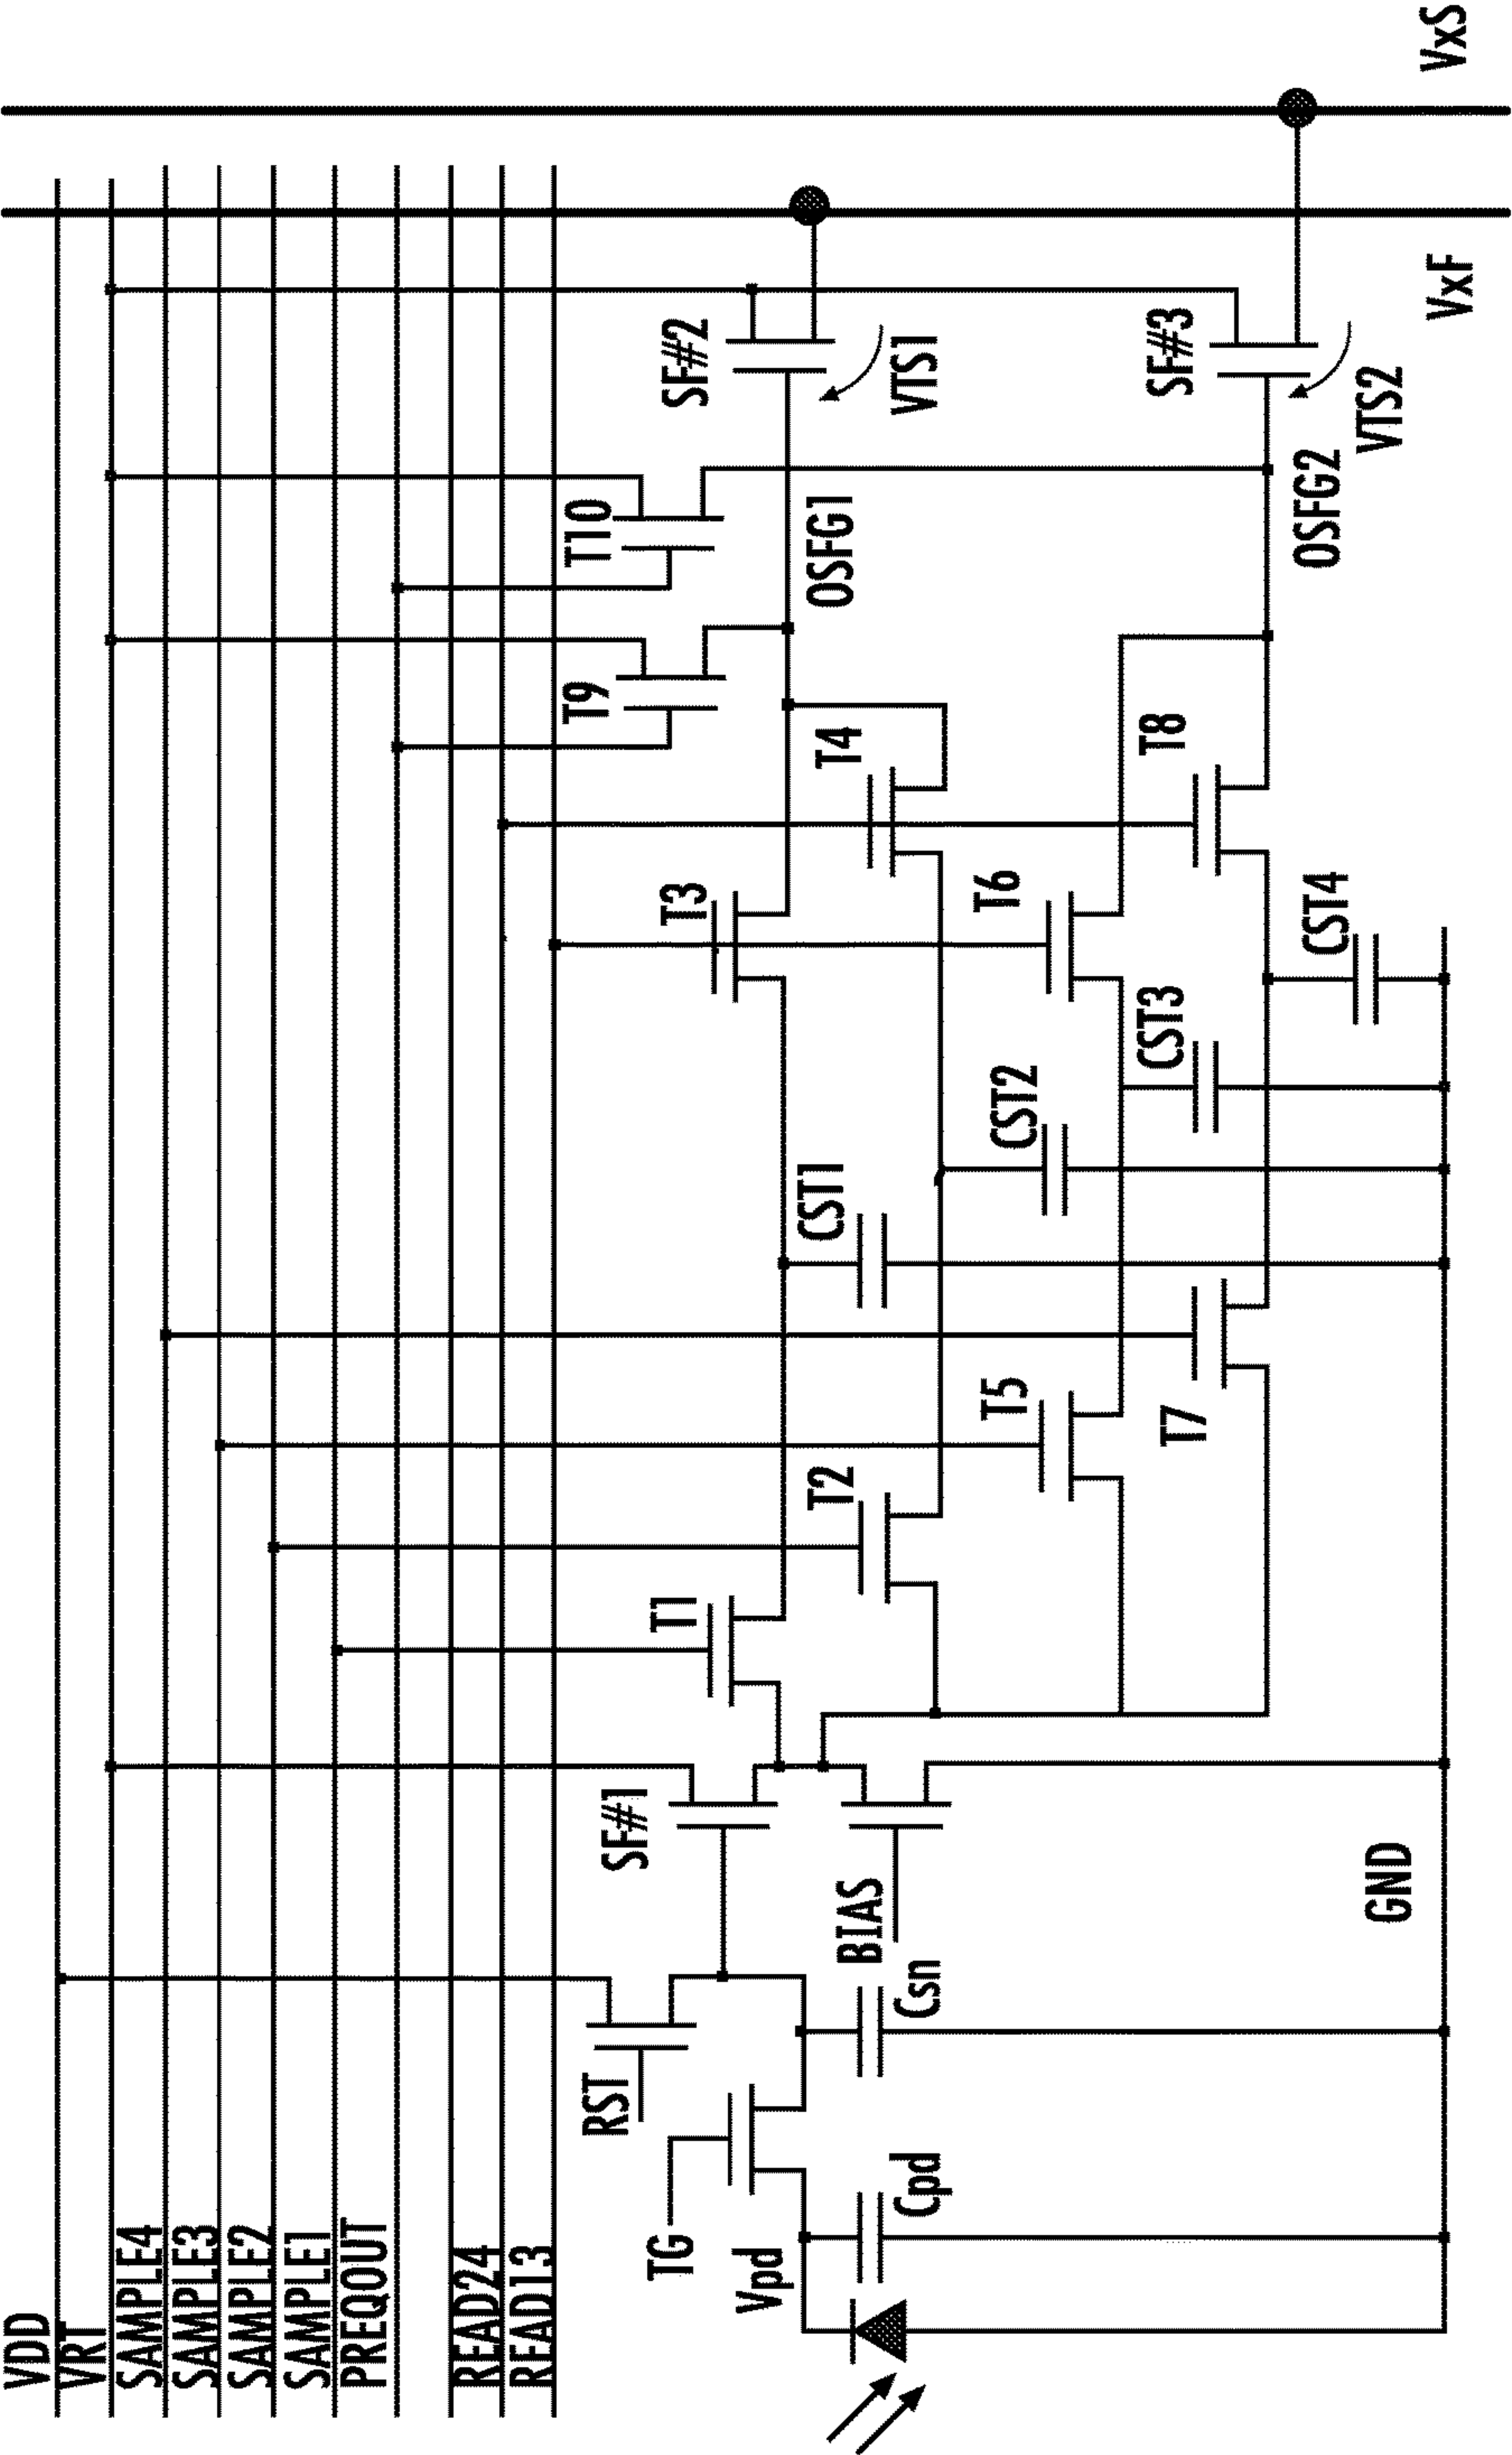 VDD
VRT
SAMPLE4
SAMPLE3
SAMPLE2
SAMPLE1
PREQOUT
READ24
READ13
RST
TG
Vpd
Cpd
Csn
SF#1
BIAS
GND
T1
T2
T5
T7
CST1
CST2
CST3
CST4
T3
T4
T6
T8
T9
T10
OSFG1
OSFG2
SF#2
VTS1
SF#3
VTS2
VxF
VxS